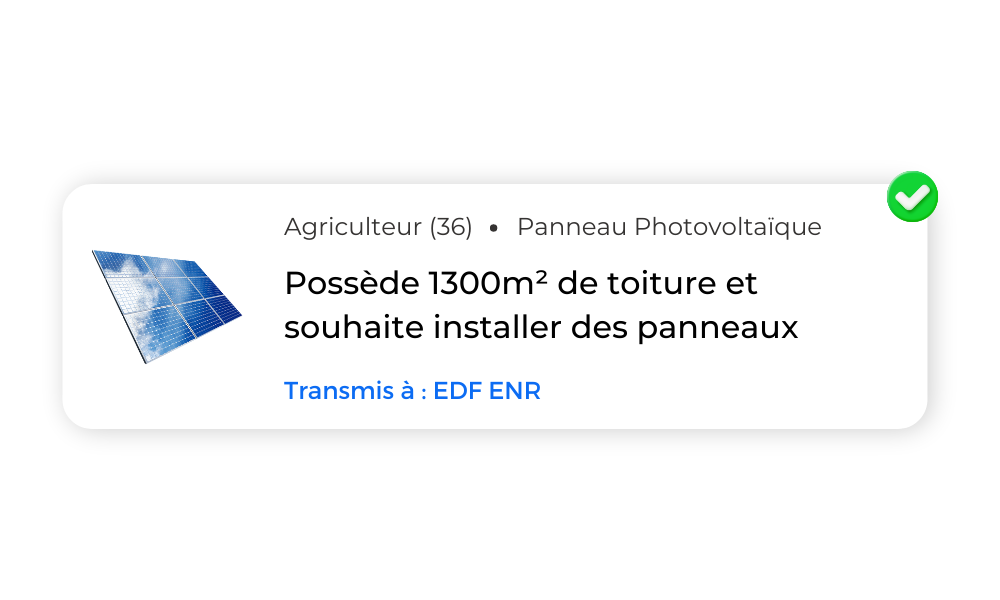 Agriculteur (36) • Panneau Photovoltaïque
Possède 1300m² de toiture et
souhaite installer des panneaux
Transmis à : EDF ENR